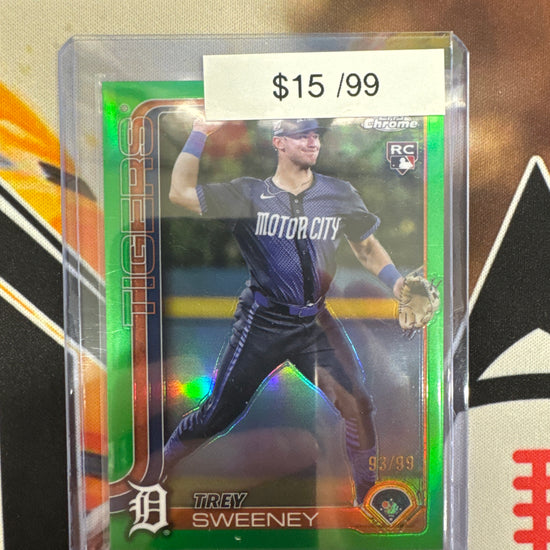 $15 /99
Chrome
RC
TIGERS
MOTOR CITY
93/99
D
TREY
SWEENEY